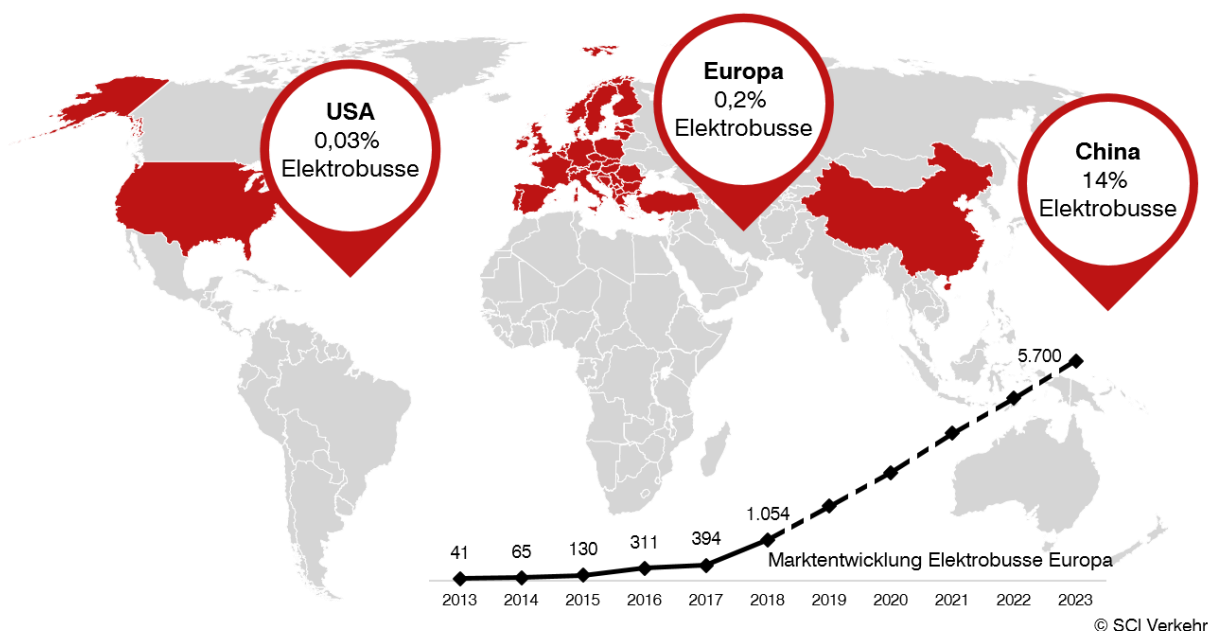 USA
0,03%
Elektrobusse
Europa
0,2%
Elektrobusse
China
14%
Elektrobusse
41 65 130 311 394 1.054 5.700
Marktentwicklung Elektrobusse Europa
2013 2014 2015 2016 2017 2018 2019 2020 2021 2022 2023
© SCI Verkehr